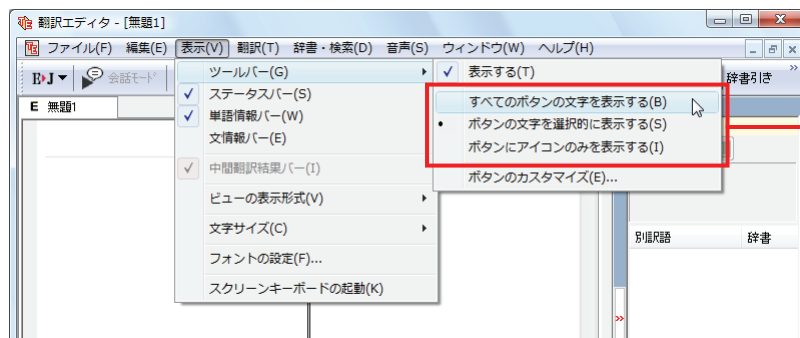 翻訳エディタ - [無題1]
ファイル(F) 編集(E) 表示(V) 翻訳(T) 辞書・検索(D) 音声(S) ウィンドウ(W) ヘルプ(H)
E▸J 会話モード 辞書引き
E 無題1
ツールバー(G)
ステータスバー(S)
単語情報バー(W)
文情報バー(E)
中間翻訳結果バー(I)
ビューの表示形式(V)
文字サイズ(C)
フォントの設定(F)...
スクリーンキーボードの起動(K)
表示する(T)
すべてのボタンの文字を表示する(B)
ボタンの文字を選択的に表示する(S)
ボタンにアイコンのみを表示する(I)
ボタンのカスタマイズ(E)...
別訳語 辞書